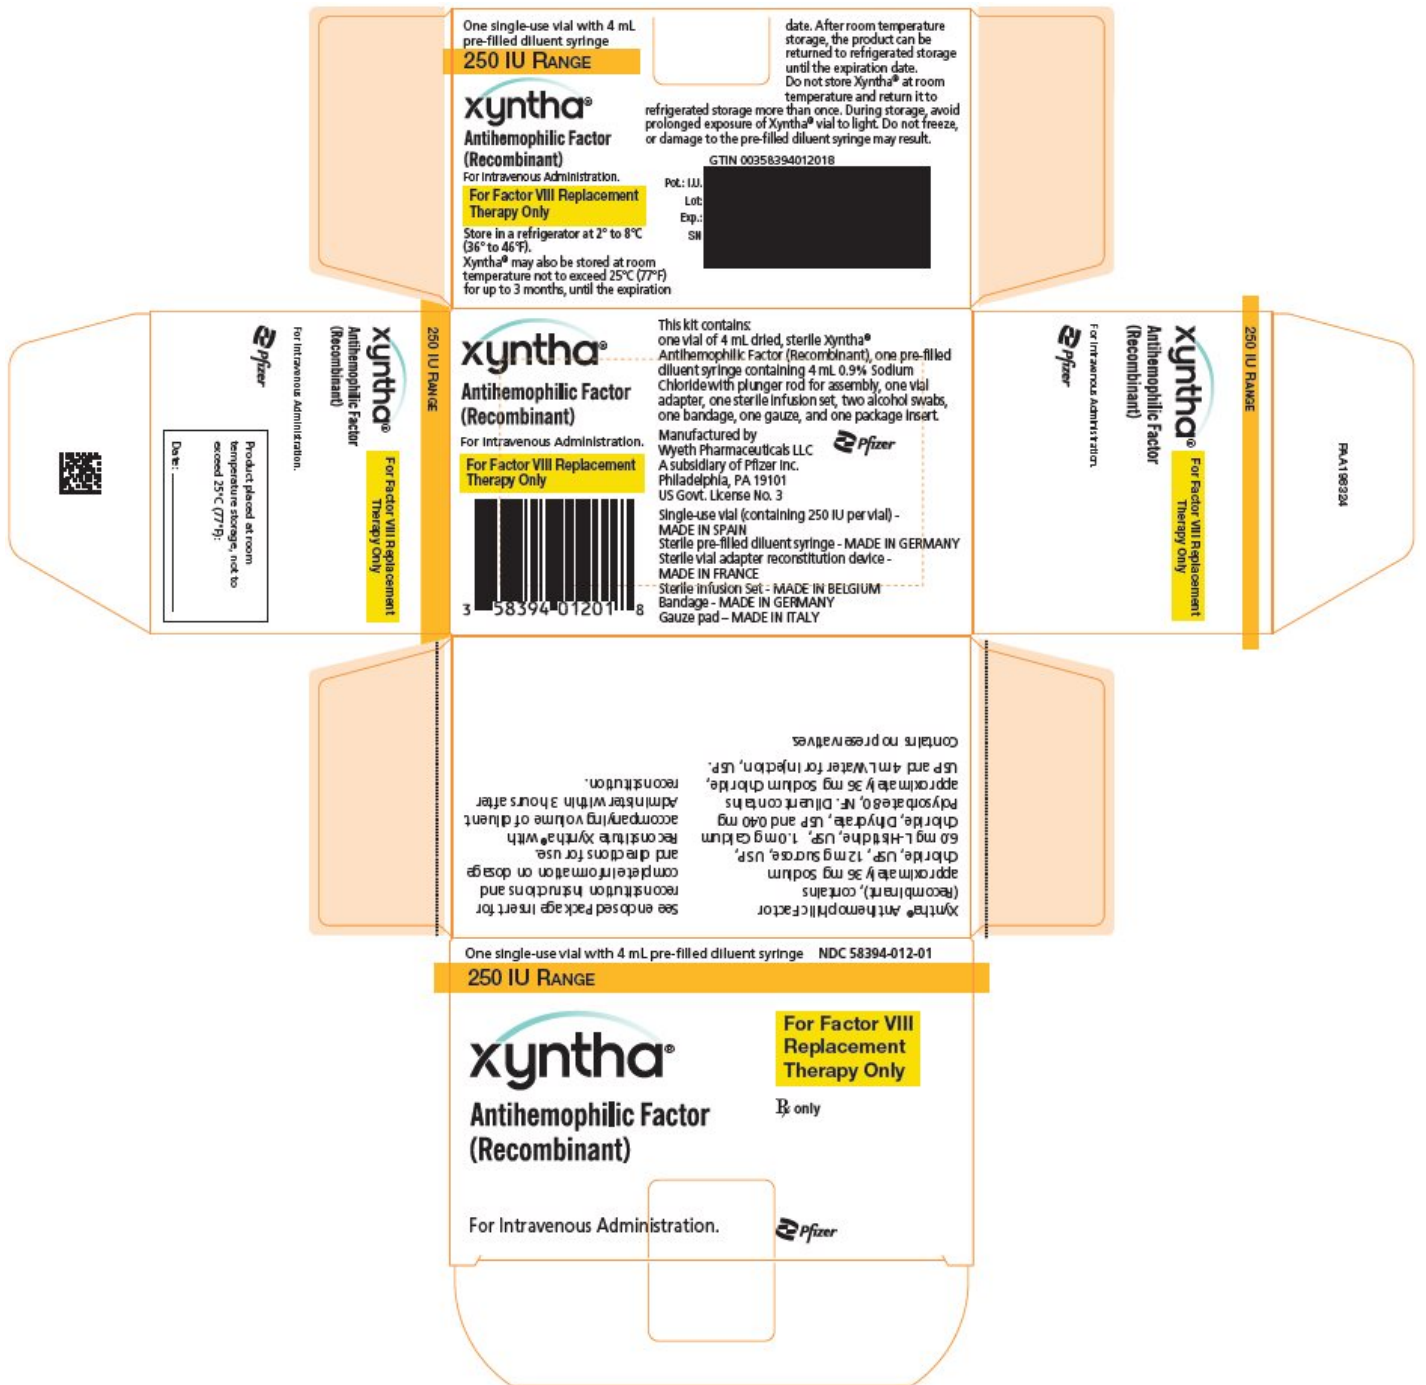 One single-use vial with 4 mL
pre-filled diluent syringe
250 IU RANGE
xyntha®
Antihemophilic Factor
(Recombinant)
For Intravenous Administration.
For Factor VIII Replacement
Therapy Only
Store in a refrigerator at 2° to 8°C
(36° to 46°F).
Xyntha® may also be stored at room
temperature not to exceed 25°C (77°F)
for up to 3 months, until the expiration
date. After room temperature
storage, the product can be
returned to refrigerated storage
until the expiration date.
Do not store Xyntha® at room
temperature and return it to
refrigerated storage more than once. During storage, avoid
prolonged exposure of Xyntha® vial to light. Do not freeze,
or damage to the pre-filled diluent syringe may result.
GTIN 00358394012018
Pot.: I.U.
Lot:
Exp.:
SN
250 IU RANGE
xyntha®
Antihemophilic Factor
(Recombinant)
For Intravenous Administration.
Pfizer
For Factor VIII Replacement
Therapy Only
Product placed at room
temperature storage, not to
exceed 25°C (77°F):
Date:
xyntha®
Antihemophilic Factor
(Recombinant)
For Intravenous Administration.
For Factor VIII Replacement
Therapy Only
3 58394 01201 8
This kit contains:
one vial of 4 mL dried, sterile Xyntha®
Antihemophilic Factor (Recombinant), one pre-filled
diluent syringe containing 4 mL 0.9% Sodium
Chloride with plunger rod for assembly, one vial
adapter, one sterile infusion set, two alcohol swabs,
one bandage, one gauze, and one package insert.
Manufactured by
Wyeth Pharmaceuticals LLC
A subsidiary of Pfizer Inc.
Philadelphia, PA 19101
US Govt. License No. 3
Pfizer
Single-use vial (containing 250 IU per vial) -
MADE IN SPAIN
Sterile pre-filled diluent syringe - MADE IN GERMANY
Sterile vial adapter reconstitution device -
MADE IN FRANCE
Sterile Infusion Set - MADE IN BELGIUM
Bandage - MADE IN GERMANY
Gauze pad – MADE IN ITALY
250 IU RANGE
xyntha®
Antihemophilic Factor
(Recombinant)
For Intravenous Administration.
Pfizer
For Factor VIII Replacement
Therapy Only
PAA198324
Xyntha® Antihemophilic Factor
(Recombinant), contains
approximately 36 mg Sodium
Chloride, USP, 12 mg Sucrose, USP,
6.0 mg L-Histidine, USP, 1.0 mg Calcium
Chloride, Dihydrate, USP and 0.40 mg
Polysorbate 80, NF. Diluent contains
approximately 36 mg Sodium Chloride,
USP and 4 mL Water for Injection, USP.
Contains no preservatives
See enclosed Package Insert for
reconstitution instructions and
complete information on dosage
and directions for use.
Reconstitute Xyntha® with
accompanying volume of diluent
Administer within 3 hours after
reconstitution.
One single-use vial with 4 mL pre-filled diluent syringe NDC 58394-012-01
250 IU RANGE
xyntha®
Antihemophilic Factor
(Recombinant)
For Factor VIII
Replacement
Therapy Only
Rx only
For Intravenous Administration.
Pfizer